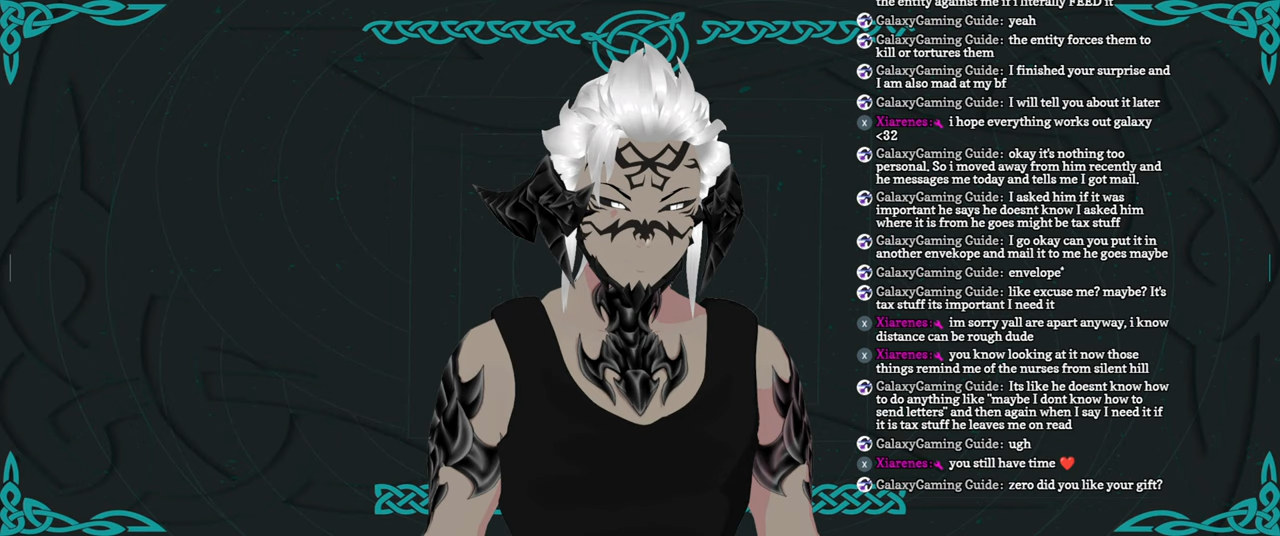 the entity against me if i literally FEED it
GalaxyGaming Guide: yeah
GalaxyGaming Guide: the entity forces them to
kill or tortures them
GalaxyGaming Guide: I finished your surprise and
I am also mad at my bf
GalaxyGaming Guide: I will tell you about it later
X Xiarenes: i hope everything works out galaxy
<32
GalaxyGaming Guide: okay it's nothing too
personal. So i moved away from him recently and
he messages me today and tells me I got mail.
GalaxyGaming Guide: I asked him if it was
important he says he doesnt know I asked him
where it is from he goes might be tax stuff
GalaxyGaming Guide: I go okay can you put it in
another envekope and mail it to me he goes maybe
GalaxyGaming Guide: envelope*
GalaxyGaming Guide: like excuse me? maybe? It's
tax stuff its important I need it
X Xiarenes: im sorry yall are apart anyway, i know
distance can be rough dude
X Xiarenes: you know looking at it now those
things remind me of the nurses from silent hill
GalaxyGaming Guide: Its like he doesnt know how
to do anything like "maybe I dont know how to
send letters" and then again when I say I need it if
it is tax stuff he leaves me on read
GalaxyGaming Guide: ugh
X Xiarenes: you still have time ❤️
GalaxyGaming Guide: zero did you like your gift?